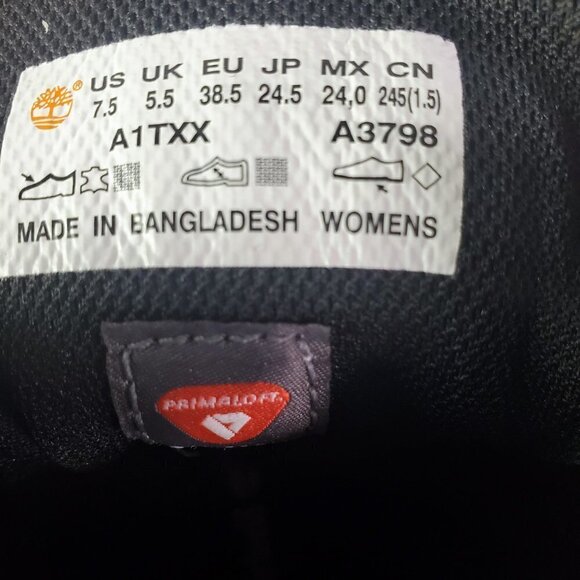 ® US UK EU JP MX CN
7.5 5.5 38.5 24.5 24,0 245(1.5)
A1TXX A3798
MADE IN BANGLADESH WOMENS
PRIMALOFT